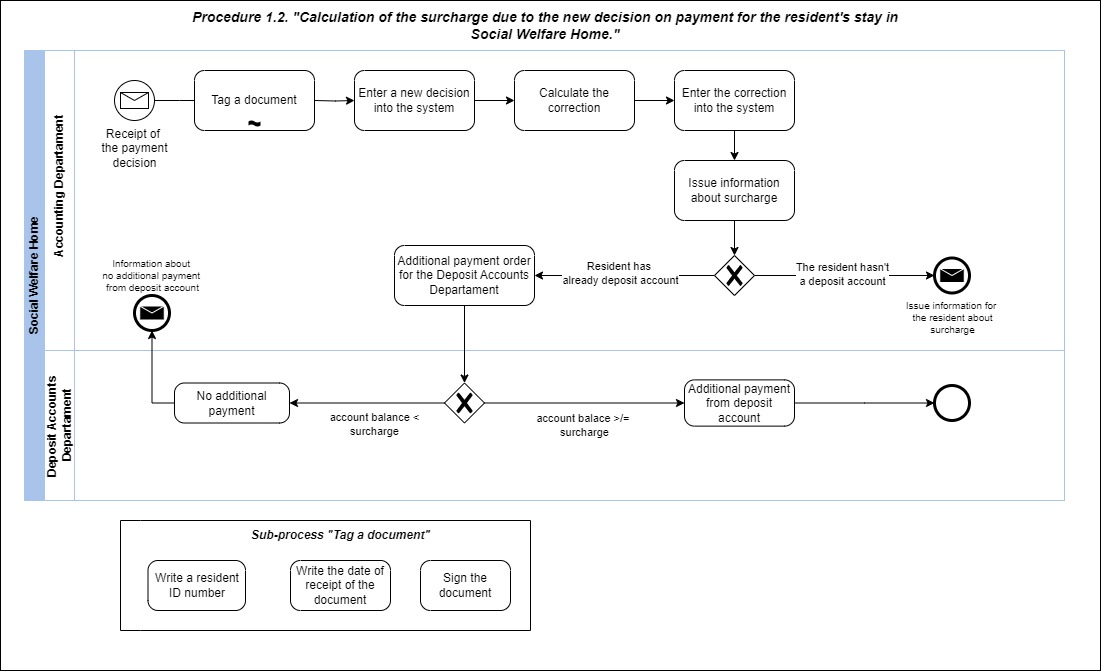 Procedure 1.2. "Calculation of the surcharge due to the new decision on payment for the resident's stay in
Social Welfare Home."
Social Welfare Home
Accounting Departament
Receipt of
the payment
decision
Tag a document
~
Enter a new decision
into the system
Calculate the
correction
Enter the correction
into the system
Issue information
about surcharge
Resident has
already deposit account
The resident hasn't
a deposit account
Issue information for
the resident about
surcharge
Additional payment order
for the Deposit Accounts
Departament
Information about
no additional payment
from deposit account
Deposit Accounts
Departament
No additional
payment
account balance <
surcharge
account balace >/=
surcharge
Additional payment
from deposit
account
Sub-process "Tag a document"
Write a resident
ID number
Write the date of
receipt of the
document
Sign the
document